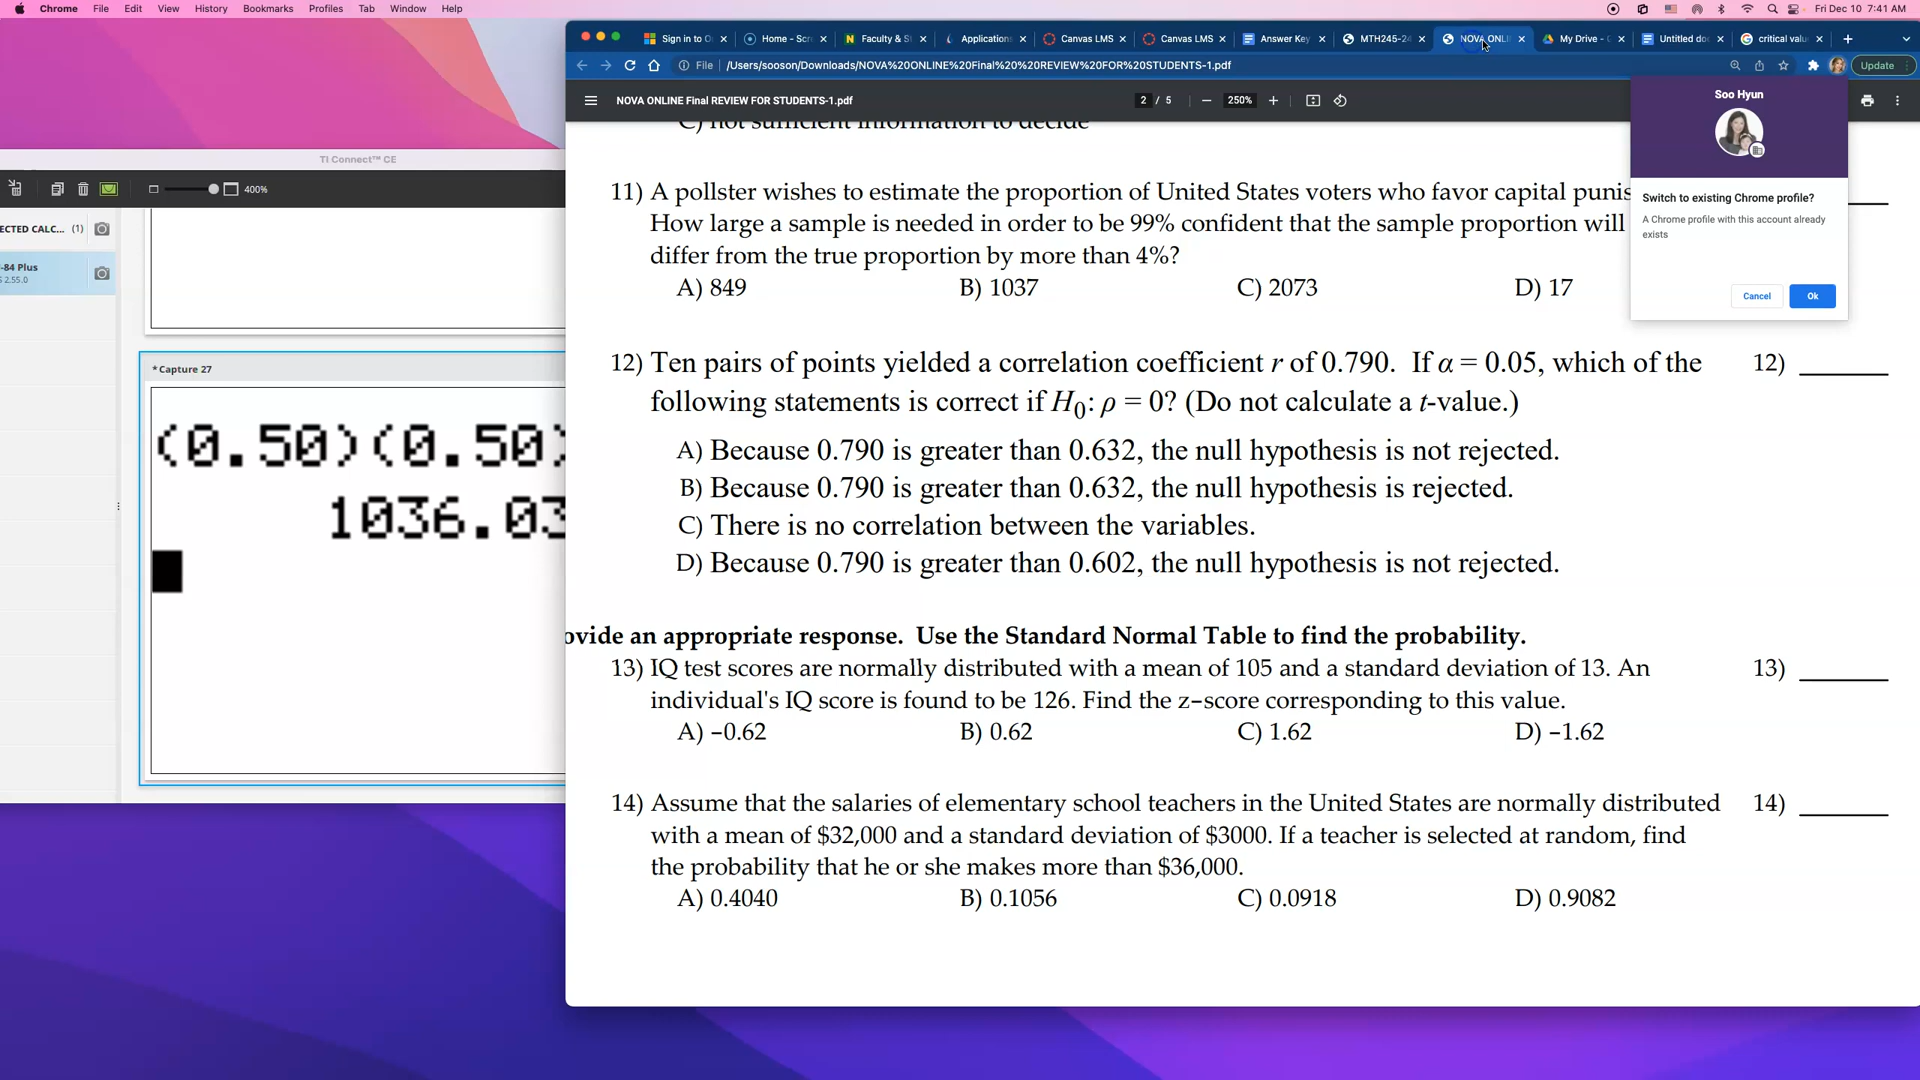 Chrome File Edit View History Bookmarks Profiles Tab Window Help Fri Dec 10 7:41 AM
Sign in to O Home - Scr Faculty & St Applications Canvas LMS Canvas LMS Answer Key MTH245-2 NOVA ONLI My Drive - Untitled do critical valu
File /Users/sooson/Downloads/NOVA%20ONLINE%20Final%20%20REVIEW%20FOR%20STUDENTS-1.pdf Update
NOVA ONLINE Final REVIEW FOR STUDENTS-1.pdf 2 / 5 250%
Soo Hyun
Switch to existing Chrome profile?
A Chrome profile with this account already
exists
Cancel Ok
TI Connect™ CE
400%
ECTED CALC... (1)
-84 Plus
2.55.0
*Capture 27
(0.50)(0.50)
1036.03
C) not sufficient information to decide
11) A pollster wishes to estimate the proportion of United States voters who favor capital punis
How large a sample is needed in order to be 99% confident that the sample proportion will
differ from the true proportion by more than 4%?
A) 849 B) 1037 C) 2073 D) 17
12) Ten pairs of points yielded a correlation coefficient r of 0.790. If α = 0.05, which of the 12)
following statements is correct if H0: ρ = 0? (Do not calculate a t-value.)
A) Because 0.790 is greater than 0.632, the null hypothesis is not rejected.
B) Because 0.790 is greater than 0.632, the null hypothesis is rejected.
C) There is no correlation between the variables.
D) Because 0.790 is greater than 0.602, the null hypothesis is not rejected.
ovide an appropriate response. Use the Standard Normal Table to find the probability.
13) IQ test scores are normally distributed with a mean of 105 and a standard deviation of 13. An 13)
individual's IQ score is found to be 126. Find the z-score corresponding to this value.
A) -0.62 B) 0.62 C) 1.62 D) -1.62
14) Assume that the salaries of elementary school teachers in the United States are normally distributed 14)
with a mean of $32,000 and a standard deviation of $3000. If a teacher is selected at random, find
the probability that he or she makes more than $36,000.
A) 0.4040 B) 0.1056 C) 0.0918 D) 0.9082